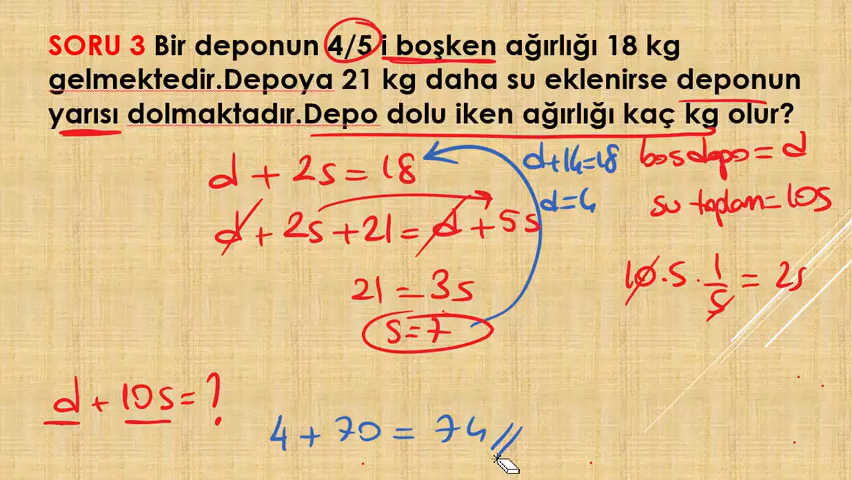 SORU 3 Bir deponun 4/5 i boşken ağırlığı 18 kg
gelmektedir.Depoya 21 kg daha su eklenirse deponun
yarısı dolmaktadır.Depo dolu iken ağırlığı kaç kg olur?
d + 2s = 18
d+14=18
boş depo = d
d + 2s + 21 = d + 5s
d=4
su toplam = 10s
21 = 3s
10.s . 1/5 = 2s
s=7
d + 10s = ?
4 + 70 = 74 //